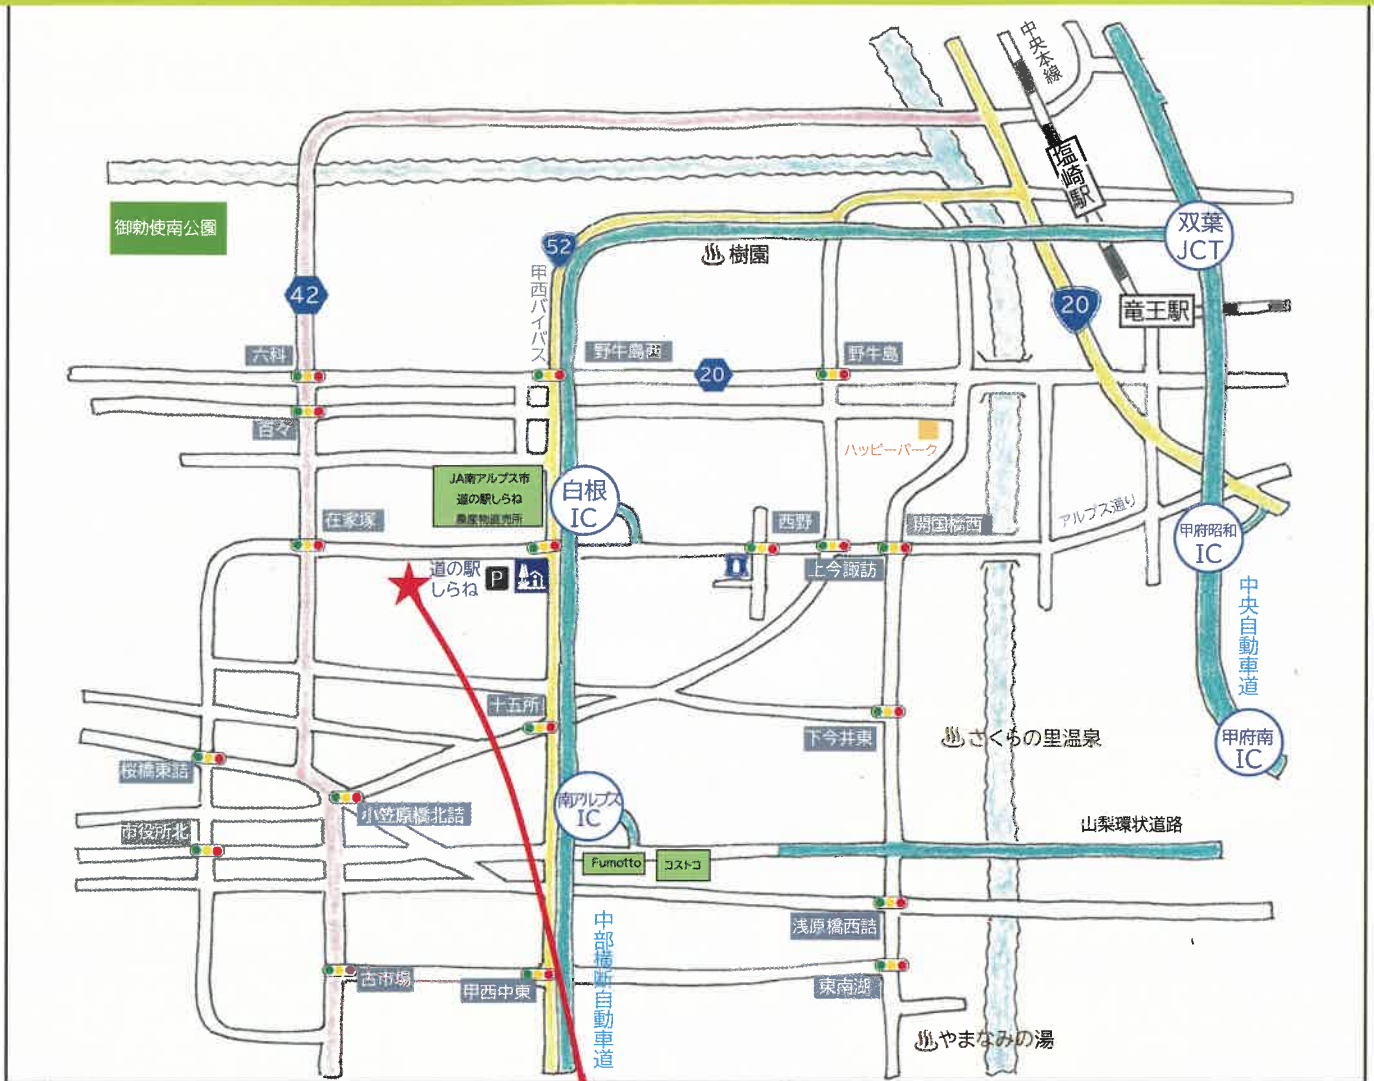 中央本線
塩崎駅
御勅使南公園
双葉
JCT
52
樹園
42
甲西バイパス
20
竜王駅
六科
野牛島西
野牛島
20
百々
ハッピーパーク
JA南アルプス市
道の駅しらね
農産物直売所
白根
IC
在家塚
西野
開国橋西
アルプス通り
甲府昭和
IC
道の駅
しらね
P
上今諏訪
中央自動車道
十五所
下今井東
さくらの里温泉
甲府南
IC
桜橋東詰
小笠原橋北詰
南アルプス
IC
市役所北
山梨環状道路
Fumotto
コストコ
浅原橋西詰
中部横断自動車道
古市場
甲西中東
東南湖
やまなみの湯